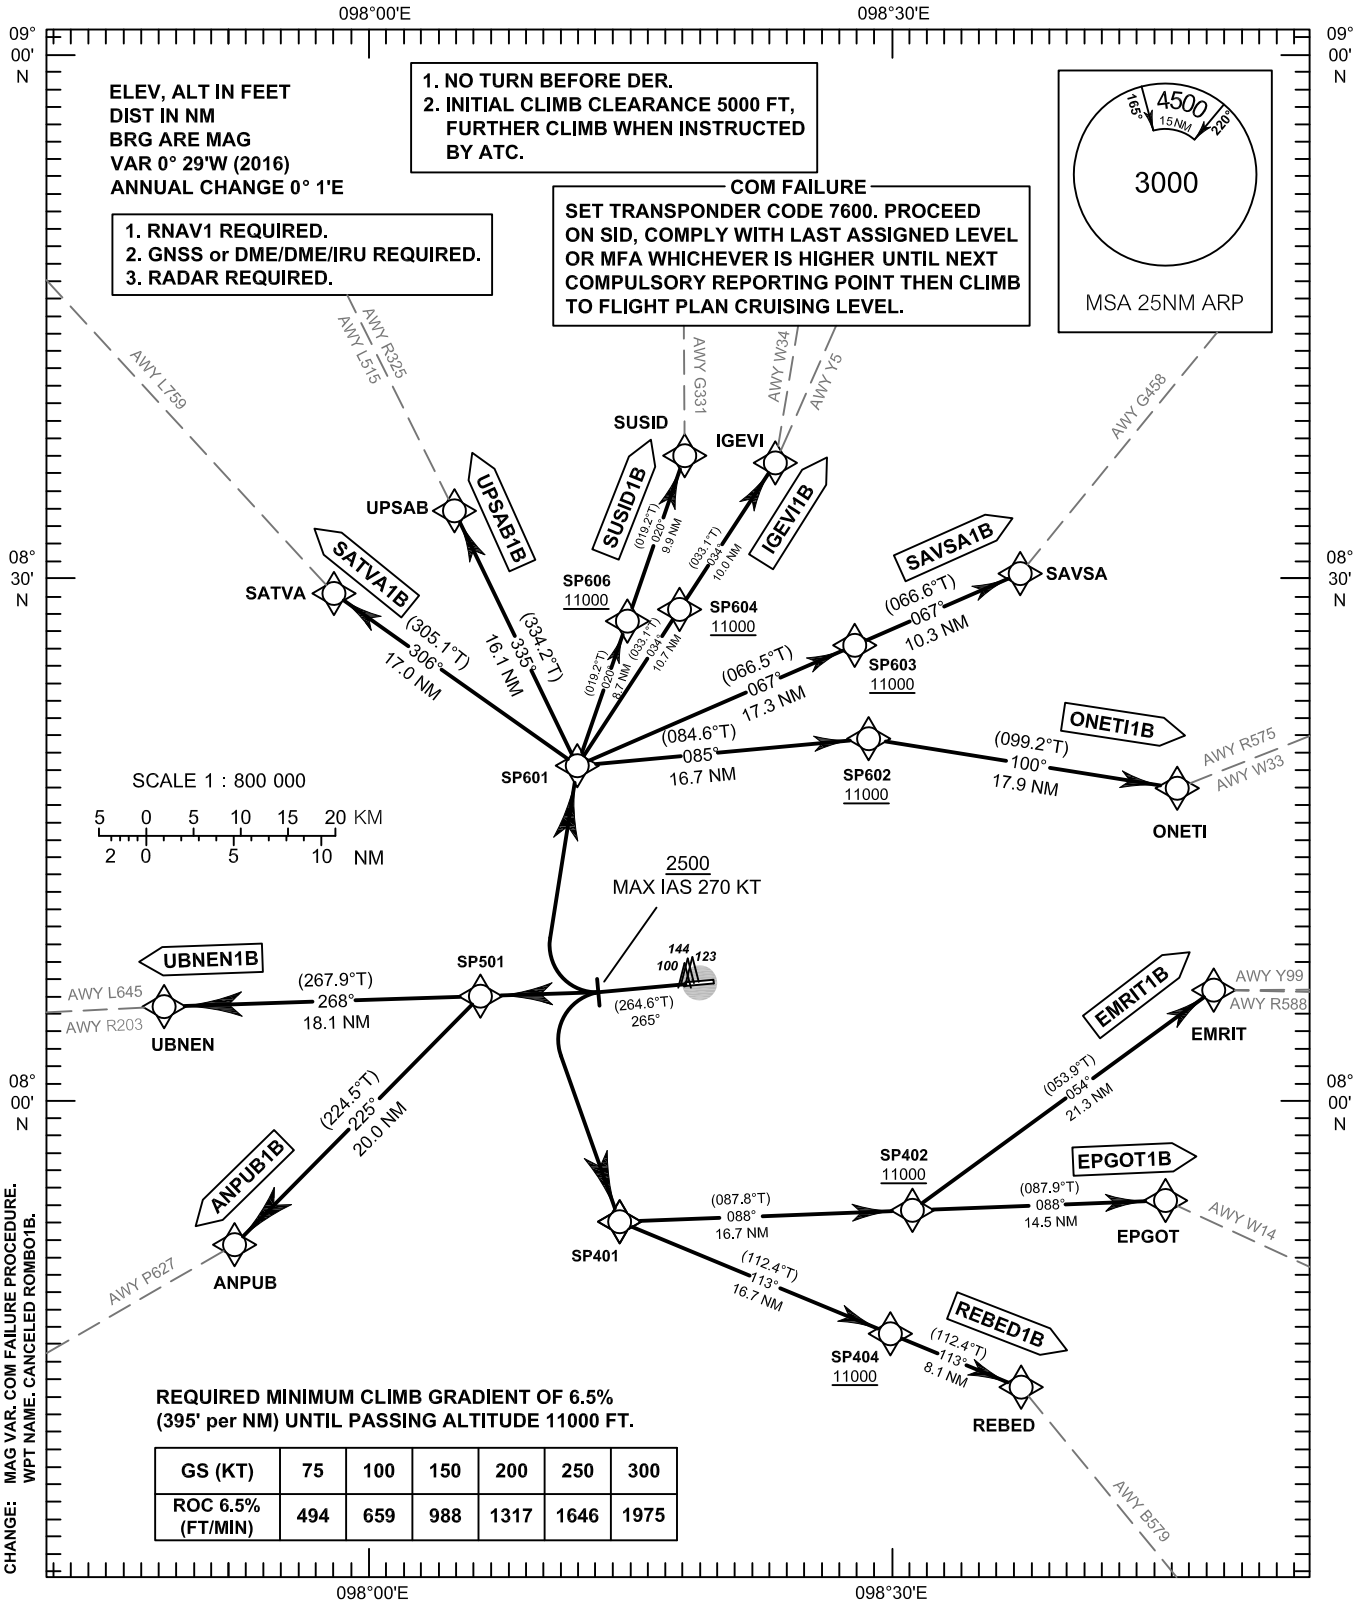 098°00'E
098°30'E
09°
00'
N
09°
00'
N
ELEV, ALT IN FEET
DIST IN NM
BRG ARE MAG
VAR 0° 29'W (2016)
ANNUAL CHANGE 0° 1'E
1. NO TURN BEFORE DER.
2. INITIAL CLIMB CLEARANCE 5000 FT,
FURTHER CLIMB WHEN INSTRUCTED
BY ATC.
165°
4500
15NM
220°
3000
MSA 25NM ARP
1. RNAV1 REQUIRED.
2. GNSS or DME/DME/IRU REQUIRED.
3. RADAR REQUIRED.
COM FAILURE
SET TRANSPONDER CODE 7600. PROCEED
ON SID, COMPLY WITH LAST ASSIGNED LEVEL
OR MFA WHICHEVER IS HIGHER UNTIL NEXT
COMPULSORY REPORTING POINT THEN CLIMB
TO FLIGHT PLAN CRUISING LEVEL.
AWY L759
AWY R325
AWY L515
AWY G331
AWY W34
AWY Y5
AWY G458
SUSID
IGEVI
UPSAB
SATVA
SAVSA
SATVA1B
UPSAB1B
SUSID1B
IGEVI1B
SAVSA1B
08°
30'
N
08°
30'
N
(019.2°T)
020°
9.9 NM
(033.1°T)
034°
10.0 NM
SP606
11000
SP604
11000
(066.6°T)
067°
10.3 NM
SP603
11000
(305.1°T)
306°
17.0 NM
(334.2°T)
335°
16.1 NM
(019.2°T)
020°
8.7 NM
(033.1°T)
034°
10.7 NM
(066.5°T)
067°
17.3 NM
(084.6°T)
085°
16.7 NM
SP601
SP602
11000
(099.2°T)
100°
17.9 NM
ONETI1B
ONETI
AWY R575
AWY W33
SCALE 1 : 800 000
5 0 5 10 15 20 KM
2 0 5 10 NM
2500
MAX IAS 270 KT
144
100
123
(264.6°T)
265°
UBNEN1B
SP501
AWY L645
AWY R203
(267.9°T)
268°
18.1 NM
UBNEN
EMRIT1B
AWY Y99
AWY R588
EMRIT
08°
00'
N
08°
00'
N
(224.5°T)
225°
20.0 NM
ANPUB1B
ANPUB
AWY P627
(053.9°T)
054°
21.3 NM
SP402
11000
EPGOT1B
(087.8°T)
088°
16.7 NM
(087.9°T)
088°
14.5 NM
EPGOT
AWY W14
SP401
(112.4°T)
113°
16.7 NM
SP404
11000
REBED1B
(112.4°T)
113°
8.1 NM
REBED
AWY B579
REQUIRED MINIMUM CLIMB GRADIENT OF 6.5%
(395' per NM) UNTIL PASSING ALTITUDE 11000 FT.
GS (KT) 75 100 150 200 250 300
ROC 6.5%
(FT/MIN) 494 659 988 1317 1646 1975
CHANGE: MAG VAR. COM FAILURE PROCEDURE.
WPT NAME. CANCELED ROMBO1B.
098°00'E
098°30'E